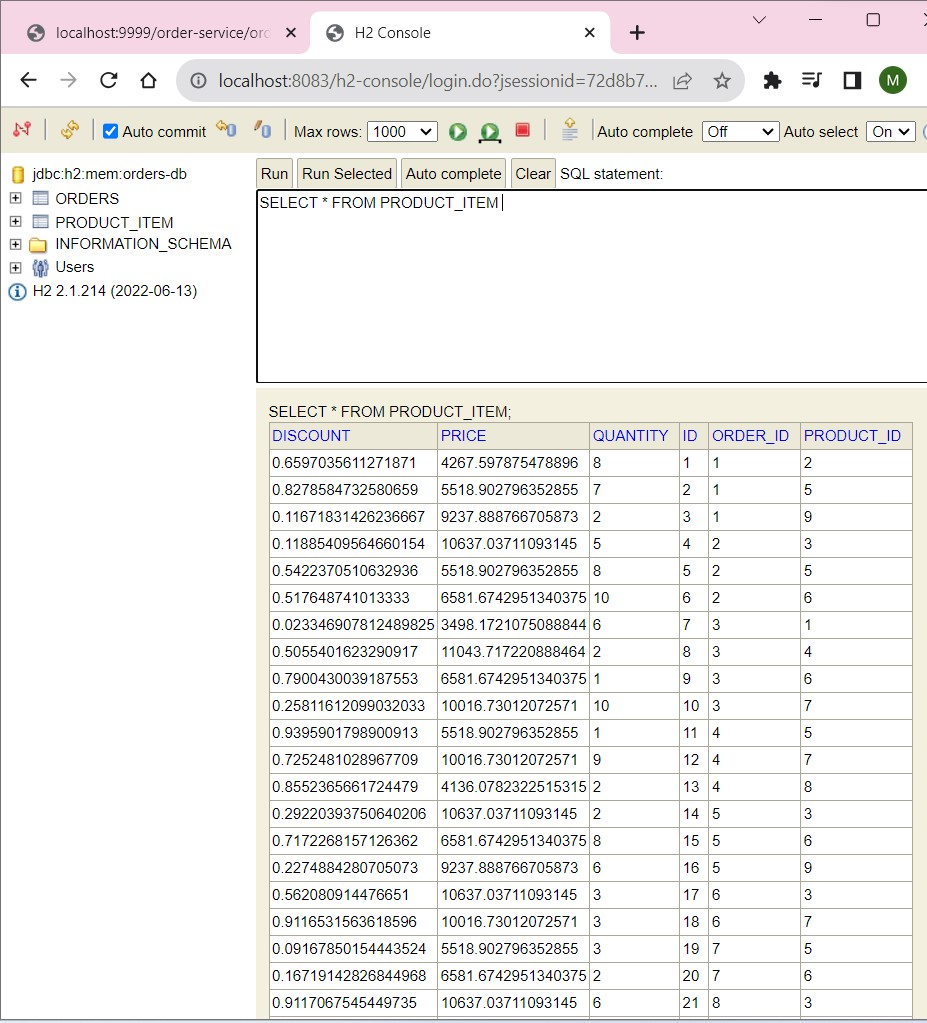 localhost:9999/order-service/orc
H2 Console
localhost:8083/h2-console/login.do?jsessionid=72d8b7...
M
Auto commit Max rows: 1000 Auto complete Off Auto select On
jdbc:h2:mem:orders-db
ORDERS
PRODUCT_ITEM
INFORMATION_SCHEMA
Users
H2 2.1.214 (2022-06-13)
Run Run Selected Auto complete Clear SQL statement:
SELECT * FROM PRODUCT_ITEM
SELECT * FROM PRODUCT_ITEM;
DISCOUNT PRICE QUANTITY ID ORDER_ID PRODUCT_ID
0.6597035611271871 4267.597875478896 8 1 1 2
0.8278584732580659 5518.902796352855 7 2 1 5
0.11671831426236667 9237.888766705873 2 3 1 9
0.11885409564660154 10637.03711093145 5 4 2 3
0.5422370510632936 5518.902796352855 8 5 2 5
0.517648741013333 6581.6742951340375 10 6 2 6
0.023346907812489825 3498.1721075088844 6 7 3 1
0.5055401623290917 11043.717220888464 2 8 3 4
0.7900430039187553 6581.6742951340375 1 9 3 6
0.25811612099032033 10016.73012072571 10 10 3 7
0.9395901798900913 5518.902796352855 1 11 4 5
0.7252481028967709 10016.73012072571 9 12 4 7
0.8552365661724479 4136.0782322515315 2 13 4 8
0.29220393750640206 10637.03711093145 2 14 5 3
0.7172268157126362 6581.6742951340375 8 15 5 6
0.2274884280705073 9237.888766705873 6 16 5 9
0.562080914476651 10637.03711093145 3 17 6 3
0.9116531563618596 10016.73012072571 3 18 6 7
0.09167850154443524 5518.902796352855 3 19 7 5
0.16719142826844968 6581.6742951340375 2 20 7 6
0.9117067545449735 10637.03711093145 6 21 8 3